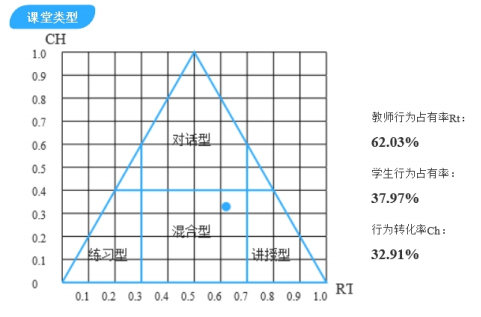 课堂类型
CH
1.0
0.9
0.8
0.7
0.6
0.5
0.4
0.3
0.2
0.1
0
对话型
混合型
练习型
讲授型
0.1 0.2 0.3 0.4 0.5 0.6 0.7 0.8 0.9 1.0
RT
教师行为占有率Rt：
62.03%
学生行为占有率：
37.97%
行为转化率Ch：
32.91%